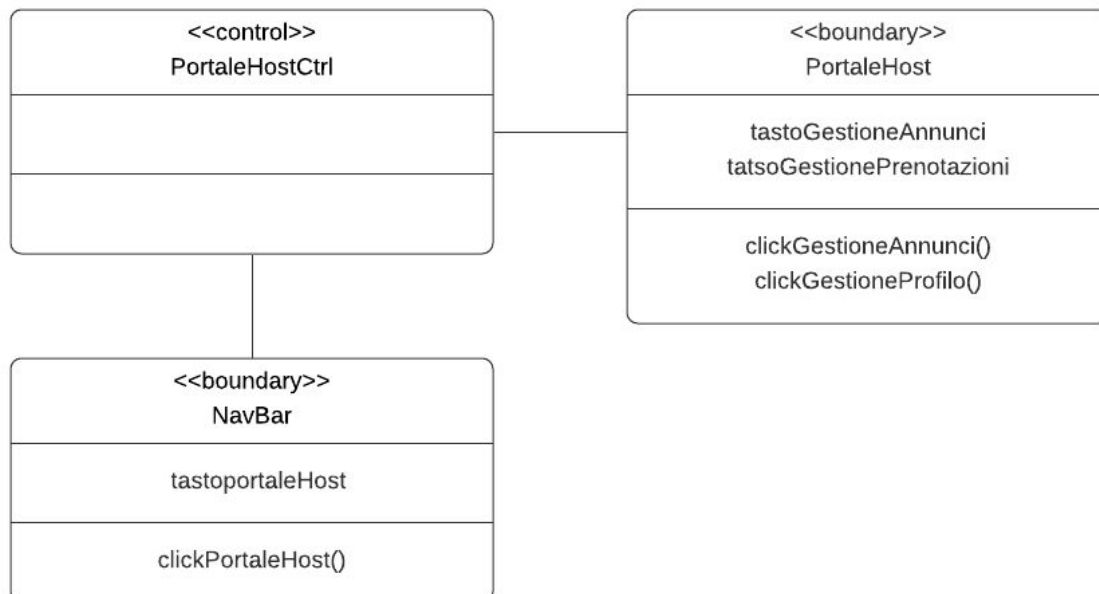 <<control>>
PortaleHostCtrl
<<boundary>>
PortaleHost
tastoGestioneAnnunci
tatsoGestionePrenotazioni
clickGestioneAnnunci()
clickGestioneProfilo()
<<boundary>>
NavBar
tastoportaleHost
clickPortaleHost()